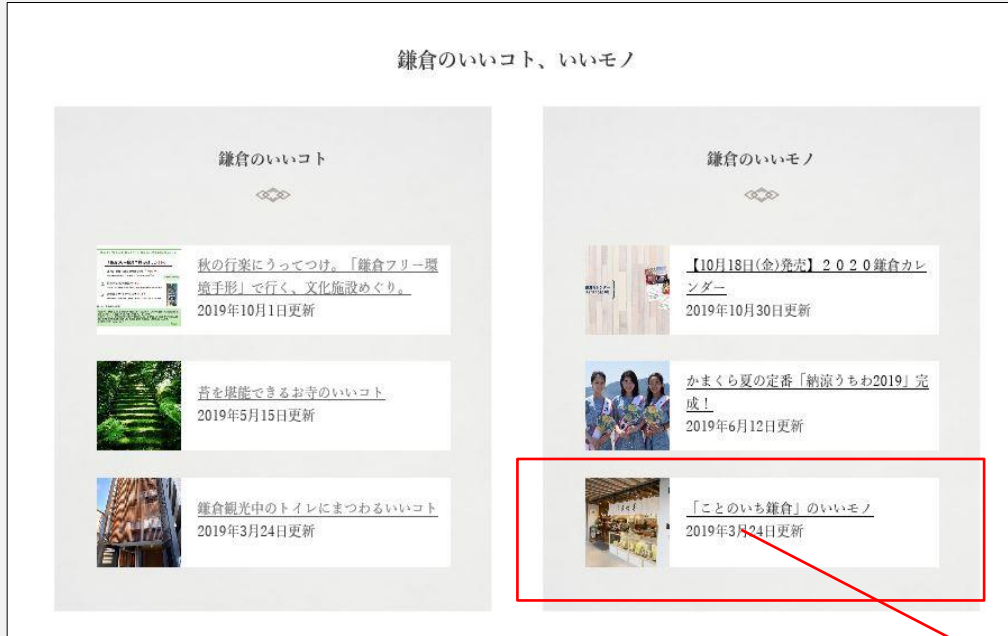 鎌倉のいいコト、いいモノ
鎌倉のいいコト
秋の行楽にうってつけ。「鎌倉フリー環
境手形」で行く、文化施設めぐり。
2019年10月1日更新
苔を堪能できるお寺のいいコト
2019年5月15日更新
鎌倉観光中のトイレにまつわるいいコト
2019年3月24日更新
鎌倉のいいモノ
【10月18日(金)発売】２０２０鎌倉カレ
ンダー
2019年10月30日更新
かまくら夏の定番「納涼うちわ2019」完
成！
2019年6月12日更新
「ことのいち鎌倉」のいいモノ
2019年3月24日更新